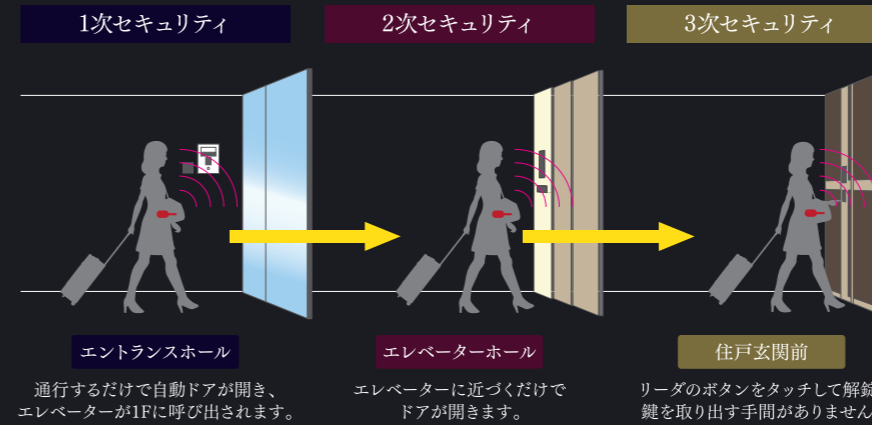 1次セキュリティ
2次セキュリティ
3次セキュリティ
エントランスホール
通行するだけで自動ドアが開き、
エレベーターが1Fに呼び出されます。
エレベーターホール
エレベーターに近づくだけで
ドアが開きます。
住戸玄関前
リーダのボタンをタッチして解錠
鍵を取り出す手間がありません